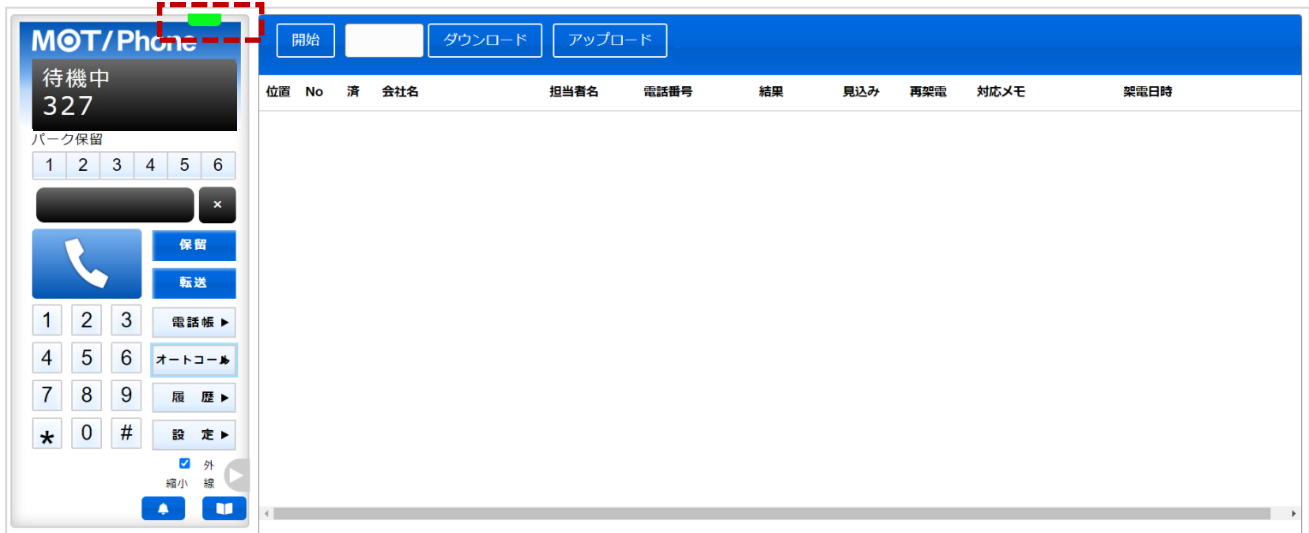 MOT/Phone
待機中
327
パーク保留
1 2 3 4 5 6
×
保留
転送
1 2 3 電話帳▶
4 5 6 オートコール
7 8 9 履 歴▶
* 0 # 設 定▶
外
縮小 線
開始 ダウンロード アップロード
位置 No 済 会社名 担当者名 電話番号 結果 見込み 再架電 対応メモ 架電日時